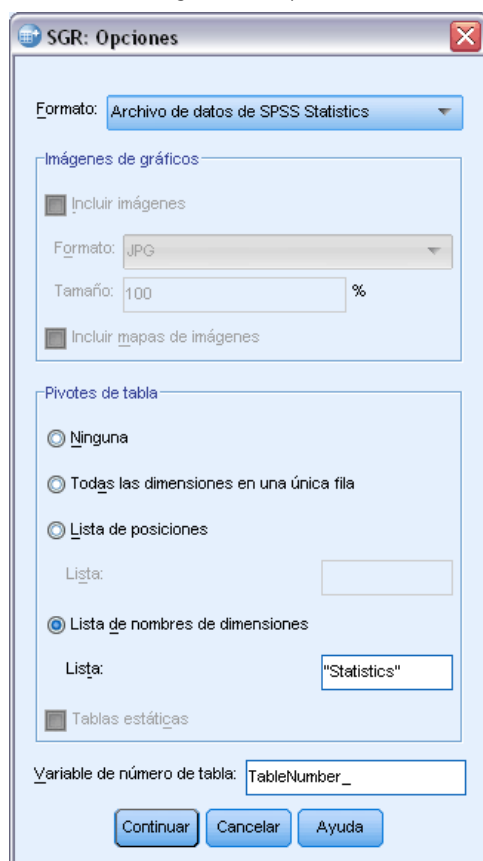 SGR: Opciones
Formato: Archivo de datos de SPSS Statistics
Imágenes de gráficos
Incluir imágenes
Formato: JPG
Tamaño: 100 %
Incluir mapas de imágenes
Pivotes de tabla
Ninguna
Todas las dimensiones en una única fila
Lista de posiciones
Lista:
Lista de nombres de dimensiones
Lista: "Statistics"
Tablas estáticas
Variable de número de tabla: TableNumber_
Continuar Cancelar Ayuda